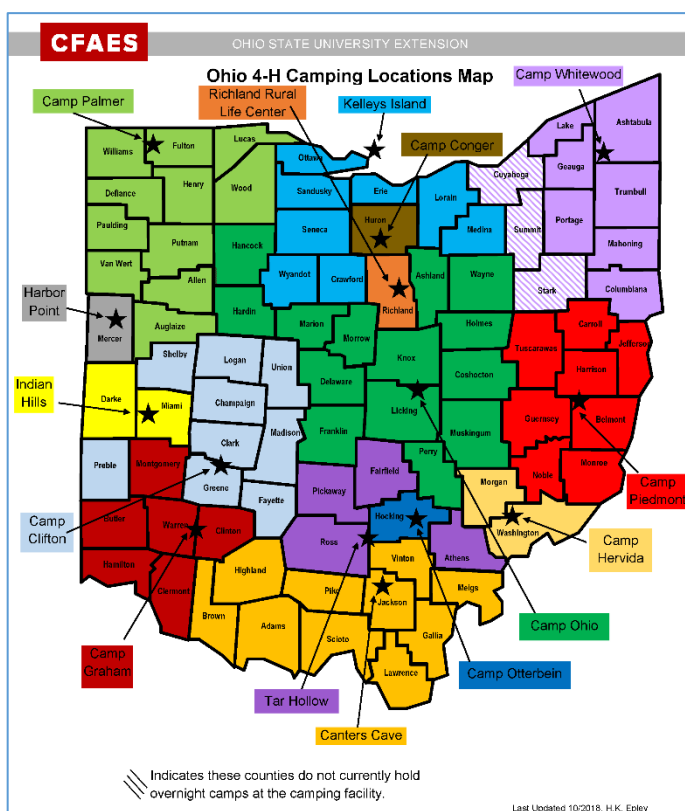 CFAES
OHIO STATE UNIVERSITY EXTENSION
Ohio 4-H Camping Locations Map
Camp Palmer
Richland Rural
Life Center
Kelleys Island
Camp Whitewood
Camp Conger
Williams
Fulton
Lucas
Ottawa
Lake
Ashtabula
Geauga
Cuyahoga
Defiance
Henry
Wood
Sandusky
Erie
Lorain
Trumbull
Paulding
Putnam
Seneca
Huron
Medina
Summit
Portage
Mahoning
Hancock
Van Wert
Allen
Wyandot
Crawford
Richland
Ashland
Wayne
Stark
Columbiana
Harbor
Point
Mercer
Auglaize
Hardin
Marion
Morrow
Holmes
Carroll
Jefferson
Tuscarawas
Harrison
Shelby
Logan
Union
Knox
Coshocton
Delaware
Indian
Hills
Darke
Miami
Champaign
Licking
Guernsey
Belmont
Clark
Madison
Franklin
Muskingum
Preble
Montgomery
Greene
Fayette
Fairfield
Perry
Noble
Monroe
Camp
Piedmont
Morgan
Pickaway
Hocking
Washington
Camp
Clifton
Butler
Warren
Clinton
Ross
Athens
Camp
Hervida
Vinton
Hamilton
Clermont
Highland
Pike
Jackson
Meigs
Brown
Adams
Scioto
Gallia
Lawrence
Camp Ohio
Camp
Graham
Camp Otterbein
Tar Hollow
Canters Cave
Indicates these counties do not currently hold
overnight camps at the camping facility.
Last Updated 10/2018, H.K. Epley